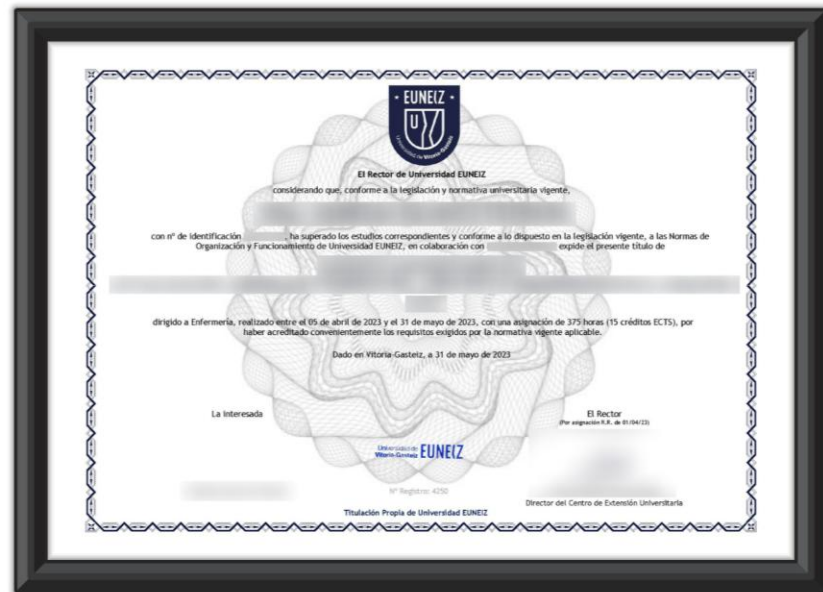 EUNEIZ
Universidad de Vitoria-Gasteiz
El Rector de Universidad EUNEIZ
considerando que, conforme a la legislación y normativa universitaria vigente,
con nº de identificación , ha superado los estudios correspondientes y conforme a lo dispuesto en la legislación vigente, a las Normas de
Organización y Funcionamiento de Universidad EUNEIZ, en colaboración con expide el presente título de
dirigido a Enfermería, realizado entre el 05 de abril de 2023 y el 31 de mayo de 2023, con una asignación de 375 horas (15 créditos ECTS), por
haber acreditado convenientemente los requisitos exigidos por la normativa vigente aplicable.
Dado en Vitoria-Gasteiz, a 31 de mayo de 2023
La interesada
El Rector
(Por asignación R.R. de 01/04/23)
Universidad de
Vitoria-Gasteiz EUNEIZ
Nº Registro: 4250
Director del Centro de Extensión Universitaria
Titulación Propia de Universidad EUNEIZ